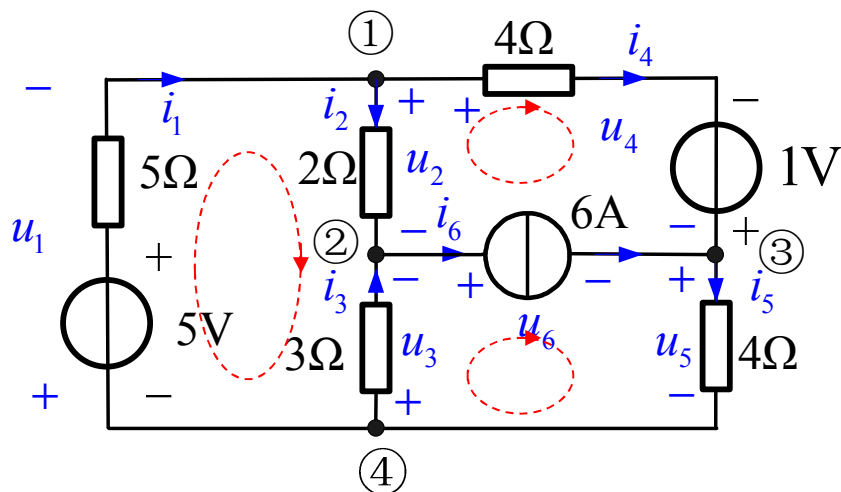 ① 4Ω i₄
− i₁ i₂ + + −
5Ω 2Ω u₂ u₄ 1V
u₁ + ② − i₆ 6A − + ③
i₃ − + − + i₅
5V 3Ω u₃ u₆ u₅ 4Ω
+ − + −
④